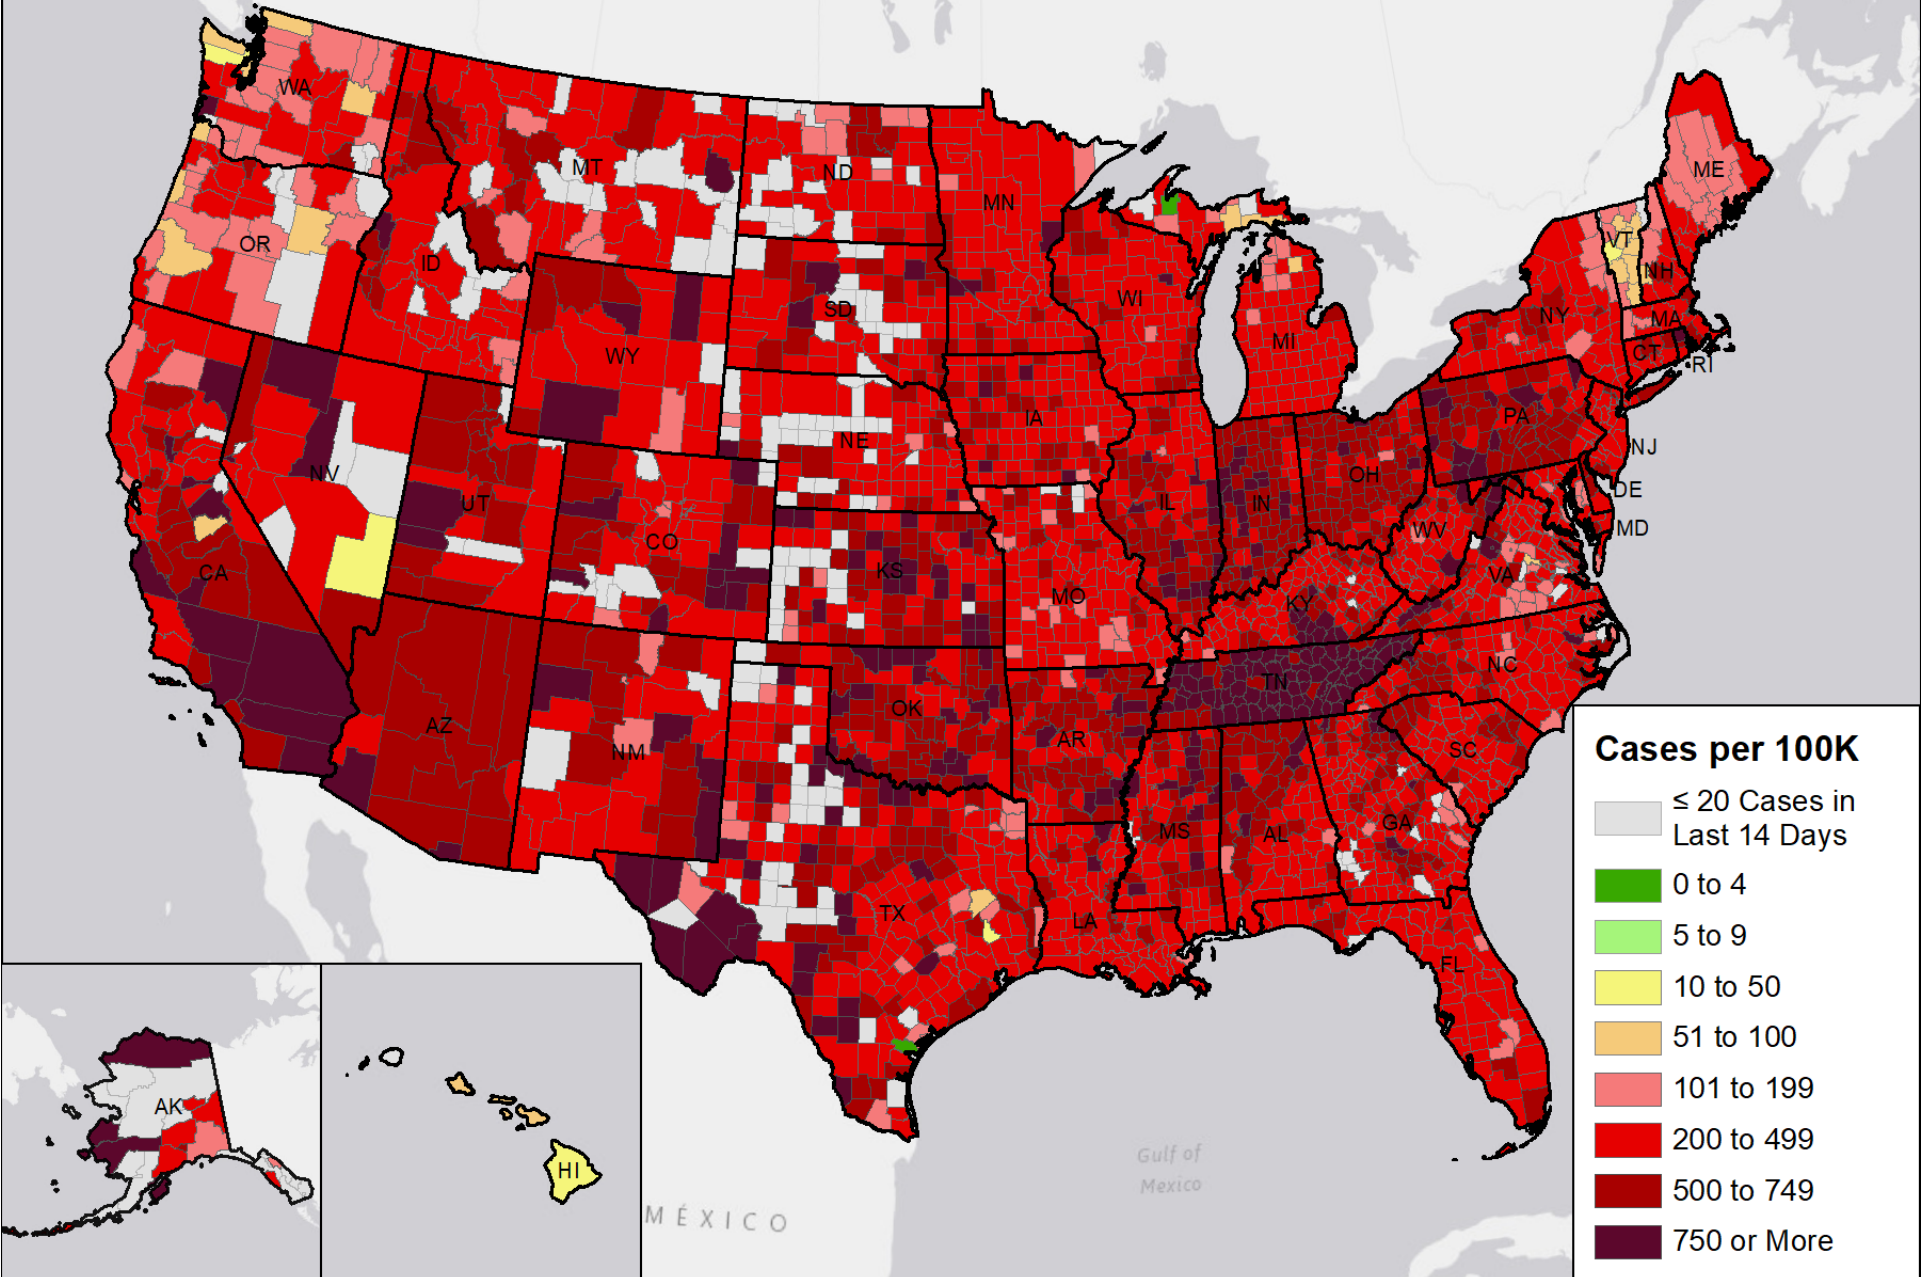 WA
MT
ND
MN
ME
OR
ID
SD
WI
VT
NH
WY
MI
NY
MA
CT
RI
NV
UT
NE
IA
PA
NJ
CO
IL
IN
OH
WV
DE
MD
CA
KS
MO
KY
VA
AZ
NM
OK
AR
TN
NC
SC
TX
LA
MS
AL
GA
FL
AK
HI
MÉXICO
Gulf of
Mexico
Cases per 100K
≤ 20 Cases in
Last 14 Days
0 to 4
5 to 9
10 to 50
51 to 100
101 to 199
200 to 499
500 to 749
750 or More